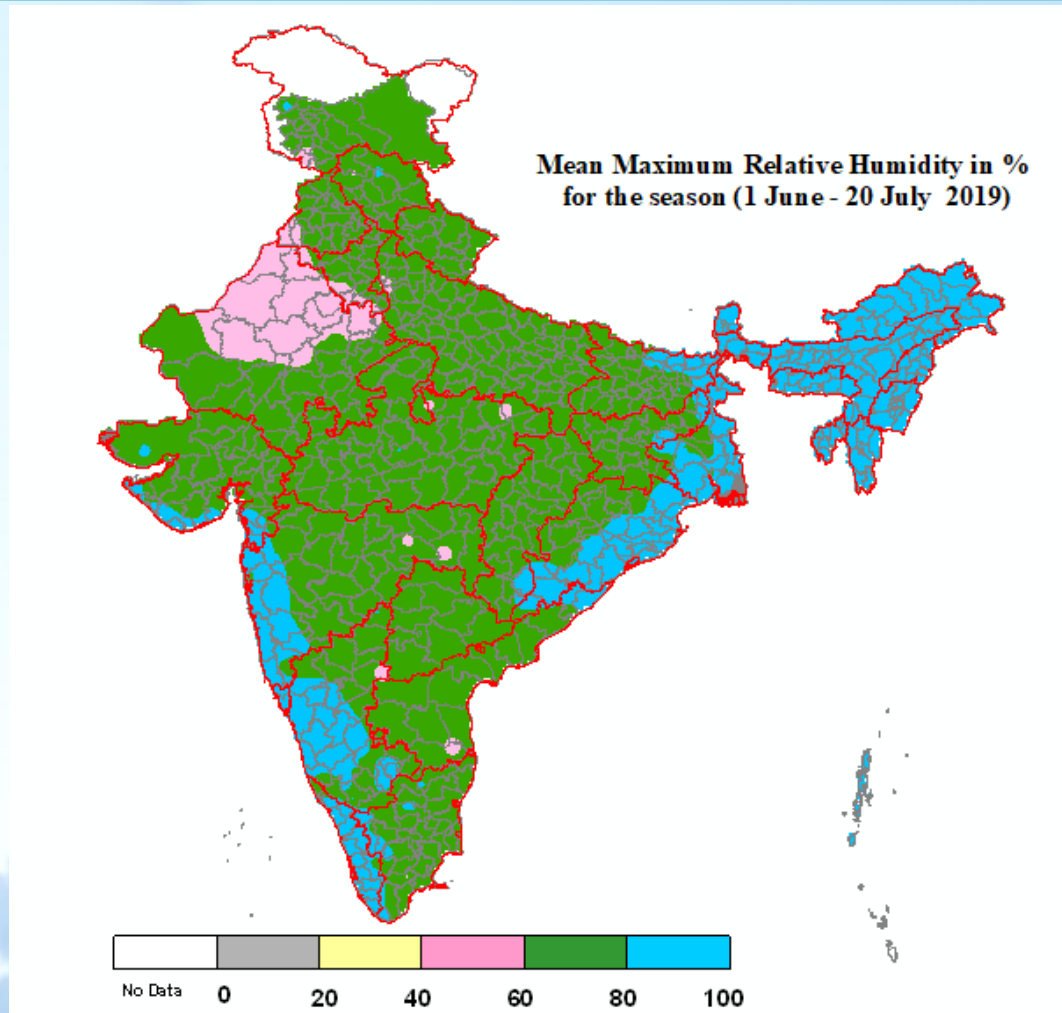 Mean Maximum Relative Humidity in %
for the season (1 June - 20 July 2019)
No Data 0 20 40 60 80 100